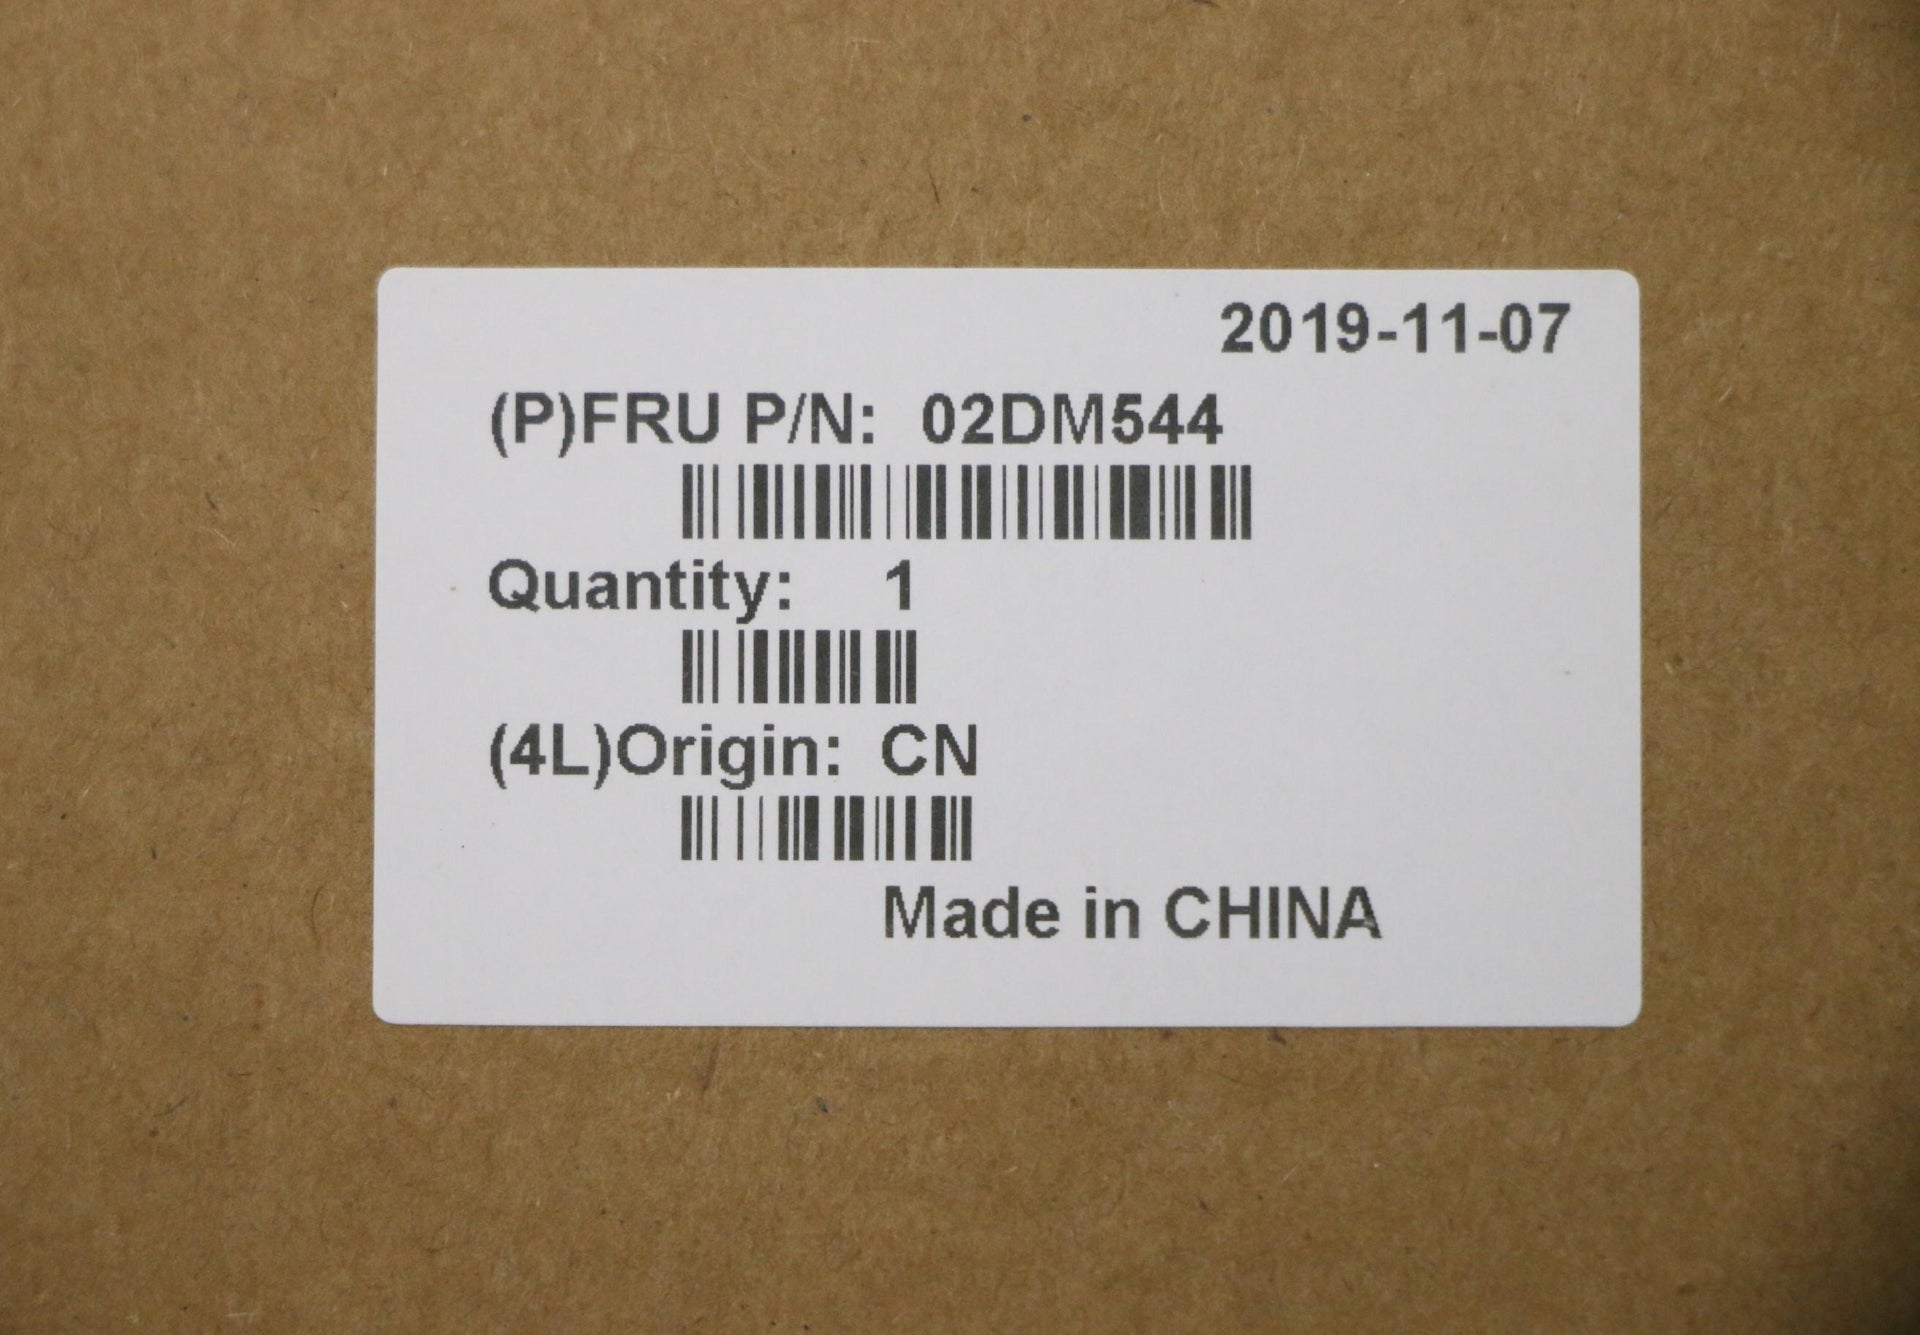 2019-11-07
(P)FRU P/N: 02DM544
Quantity: 1
(4L)Origin: CN
Made in CHINA